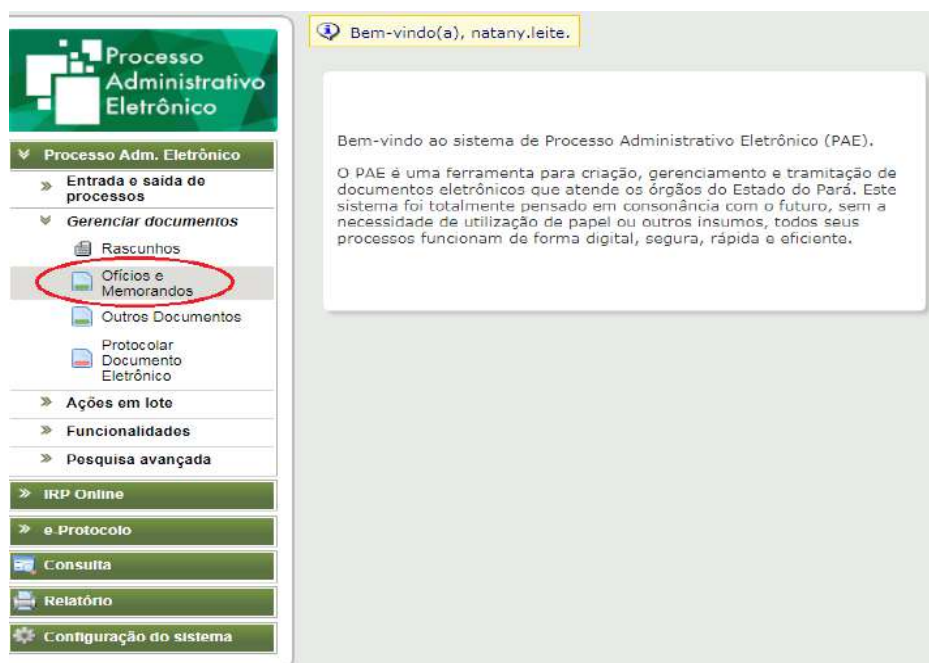 Processo
Administrativo
Eletrônico
Processo Adm. Eletrônico
Entrada e saída de
processos
Gerenciar documentos
Rascunhos
Ofícios e
Memorandos
Outros Documentos
Protocolar
Documento
Eletrônico
Ações em lote
Funcionalidades
Pesquisa avançada
IRP Online
e-Protocolo
Consulta
Relatório
Configuração do sistema
Bem-vindo(a), natany.leite.
Bem-vindo ao sistema de Processo Administrativo Eletrônico (PAE).
O PAE é uma ferramenta para criação, gerenciamento e tramitação de
documentos eletrônicos que atende os órgãos do Estado do Pará. Este
sistema foi totalmente pensado em consonância com o futuro, sem a
necessidade de utilização de papel ou outros insumos, todos seus
processos funcionam de forma digital, segura, rápida e eficiente.